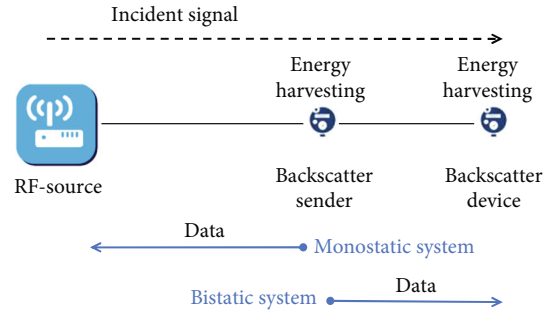 Incident signal
Energy
harvesting
Energy
harvesting
RF-source
Backscatter
sender
Backscatter
device
Data
Monostatic system
Data
Bistatic system